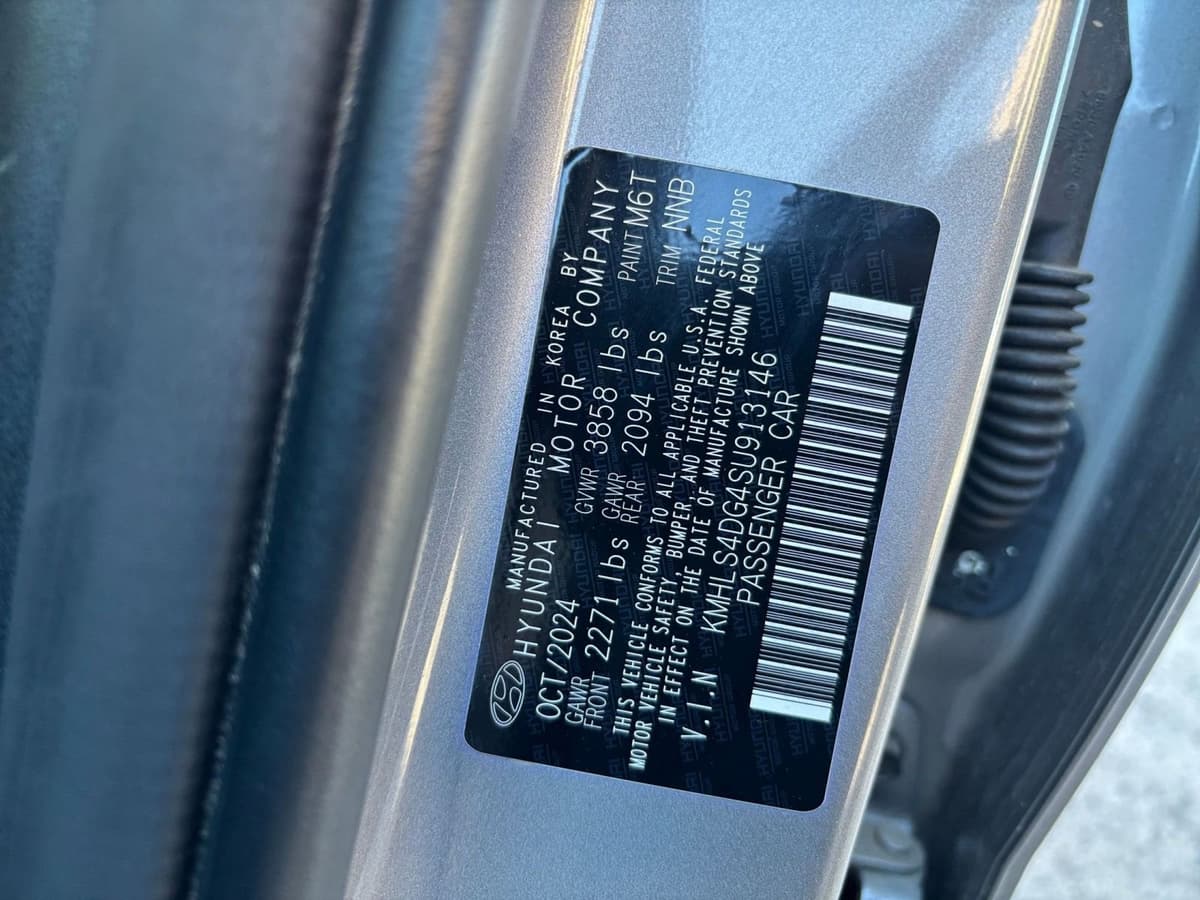 MANUFACTURED IN KOREA BY
HYUNDAI MOTOR COMPANY
OCT/2024 GVWR 3858 lbs PAINT M6T
GAWR FRONT 2271 lbs GAWR REAR 2094 lbs TRIM NNB
THIS VEHICLE CONFORMS TO ALL APPLICABLE U.S.A. FEDERAL
MOTOR VEHICLE SAFETY, BUMPER, AND THEFT PREVENTION STANDARDS
IN EFFECT ON THE DATE OF MANUFACTURE SHOWN ABOVE
V.I.N KMHLS4DG4SU913146
PASSENGER CAR